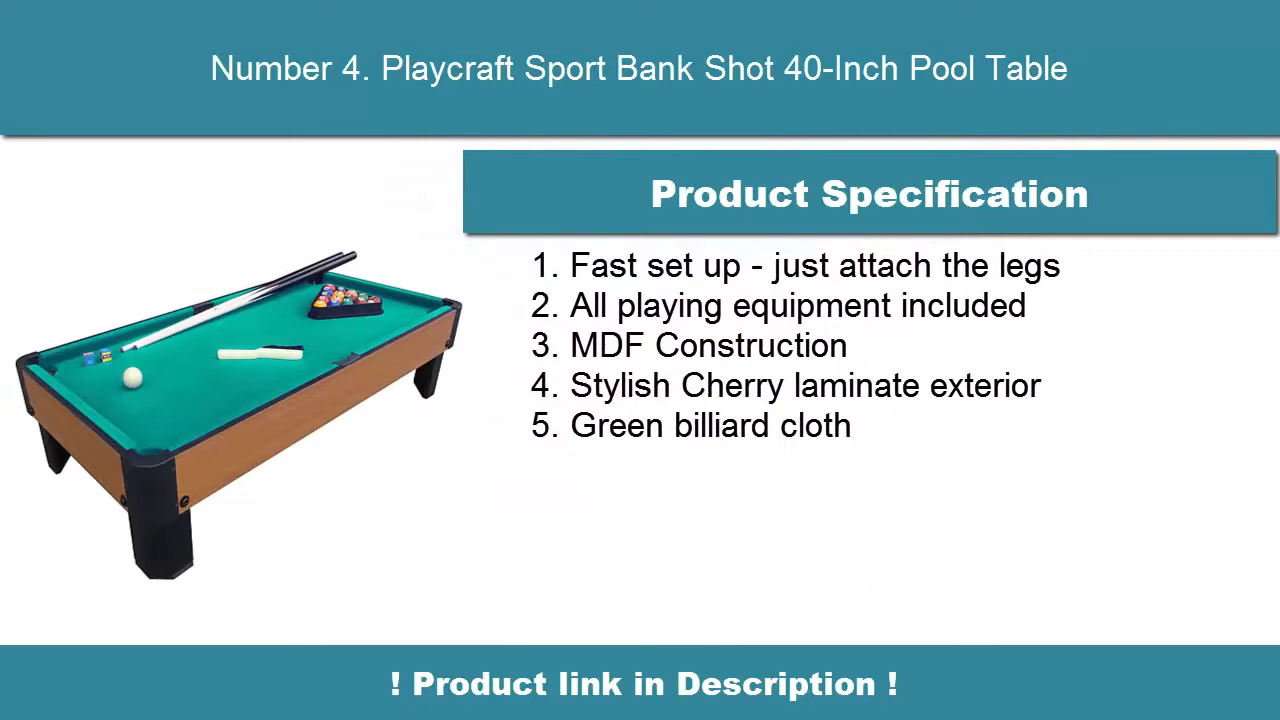 Number 4. Playcraft Sport Bank Shot 40-Inch Pool Table
Product Specification
1. Fast set up - just attach the legs
2. All playing equipment included
3. MDF Construction
4. Stylish Cherry laminate exterior
5. Green billiard cloth
! Product link in Description !